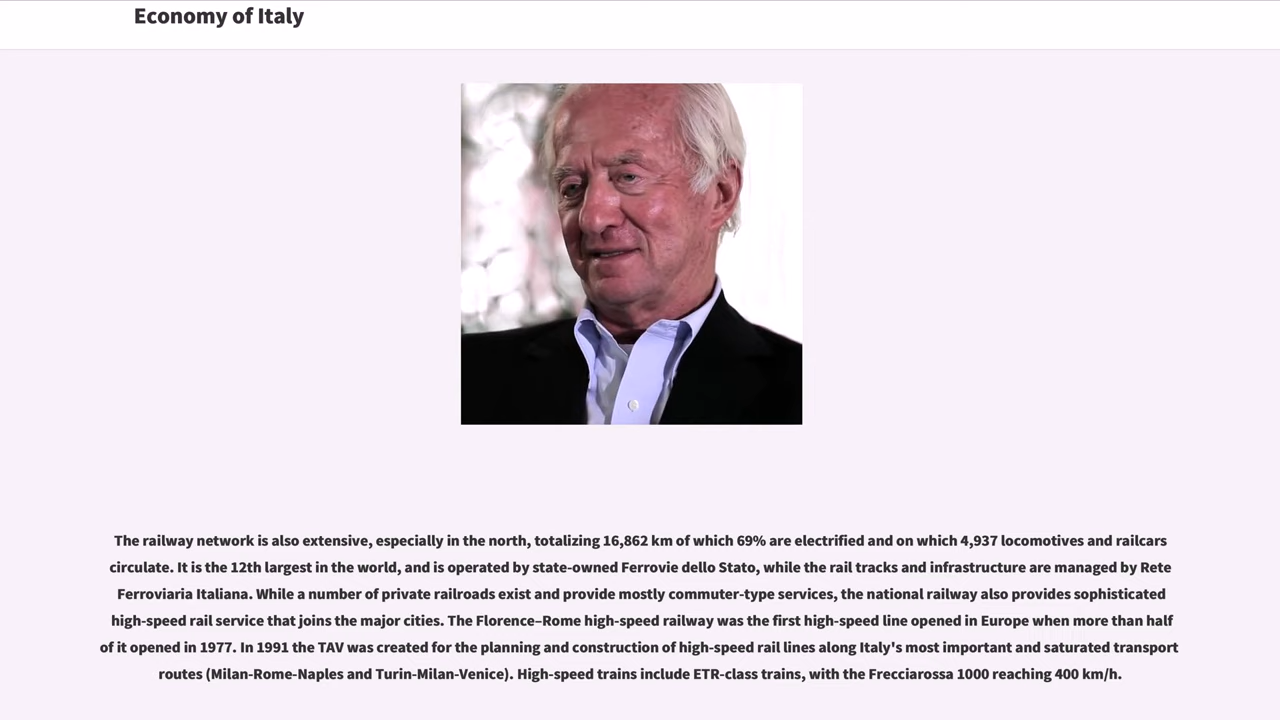 Economy of Italy
The railway network is also extensive, especially in the north, totalizing 16,862 km of which 69% are electrified and on which 4,937 locomotives and railcars
circulate. It is the 12th largest in the world, and is operated by state-owned Ferrovie dello Stato, while the rail tracks and infrastructure are managed by Rete
Ferroviaria Italiana. While a number of private railroads exist and provide mostly commuter-type services, the national railway also provides sophisticated
high-speed rail service that joins the major cities. The Florence–Rome high-speed railway was the first high-speed line opened in Europe when more than half
of it opened in 1977. In 1991 the TAV was created for the planning and construction of high-speed rail lines along Italy's most important and saturated transport
routes (Milan-Rome-Naples and Turin-Milan-Venice). High-speed trains include ETR-class trains, with the Frecciarossa 1000 reaching 400 km/h.